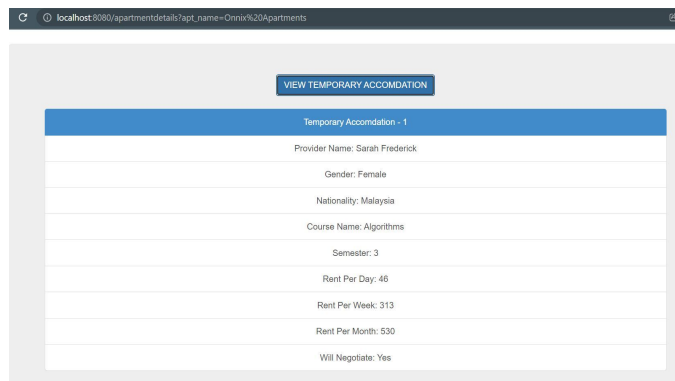 localhost:8080/apartmentdetails?apt_name=Onnix%20Apartments
VIEW TEMPORARY ACCOMDATION
Temporary Accomdation - 1
Provider Name: Sarah Frederick
Gender: Female
Nationality: Malaysia
Course Name: Algorithms
Semester: 3
Rent Per Day: 46
Rent Per Week: 313
Rent Per Month: 530
Will Negotiate: Yes